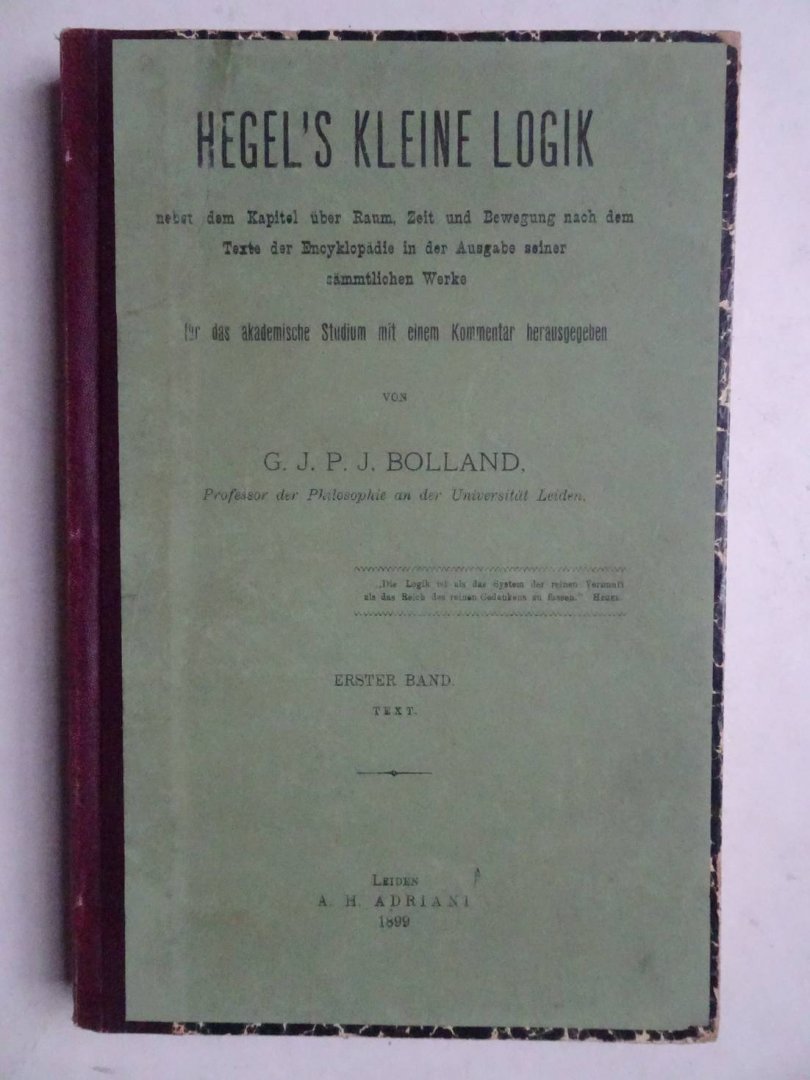 HEGEL'S KLEINE LOGIK
nebst dem Kapitel über Raum, Zeit und Bewegung nach dem
Texte der Encyklopädie in der Ausgabe seiner
sämmtlichen Werke
für das akademische Studium mit einem Kommentar herausgegeben
VON
G. J. P. J. BOLLAND,
Professor der Philosophie an der Universität Leiden.
„Die Logik ist als das System der reinen Vernunft
als das Reich des reinen Gedankens zu fassen.” HEGEL.
ERSTER BAND.
TEXT.
LEIDEN
A. H. ADRIANI
1899